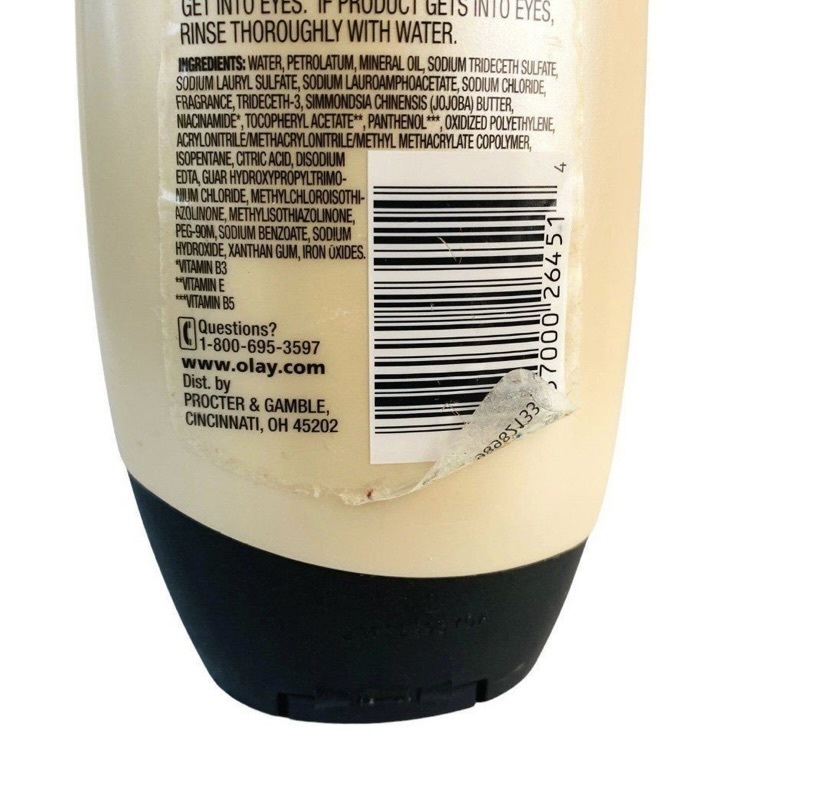 GET INTO EYES. IF PRODUCT GETS INTO EYES,
RINSE THOROUGHLY WITH WATER.
INGREDIENTS: WATER, PETROLATUM, MINERAL OIL, SODIUM TRIDECETH SULFATE,
SODIUM LAURYL SULFATE, SODIUM LAUROAMPHOACETATE, SODIUM CHLORIDE,
FRAGRANCE, TRIDECETH-3, SIMMONDSIA CHINENSIS (JOJOBA) BUTTER,
NIACINAMIDE*, TOCOPHERYL ACETATE**, PANTHENOL***, OXIDIZED POLYETHYLENE,
ACRYLONITRILE/METHACRYLONITRILE/METHYL METHACRYLATE COPOLYMER,
ISOPENTANE, CITRIC ACID, DISODIUM
EDTA, GUAR HYDROXYPROPYLTRIMO-
NIUM CHLORIDE, METHYLCHLOROISOTHI-
AZOLINONE, METHYLISOTHIAZOLINONE,
PEG-90M, SODIUM BENZOATE, SODIUM
HYDROXIDE, XANTHAN GUM, IRON OXIDES.
*VITAMIN B3
**VITAMIN E
***VITAMIN B5
Questions?
1-800-695-3597
www.olay.com
Dist. by
PROCTER & GAMBLE,
CINCINNATI, OH 45202
37000 26451 4